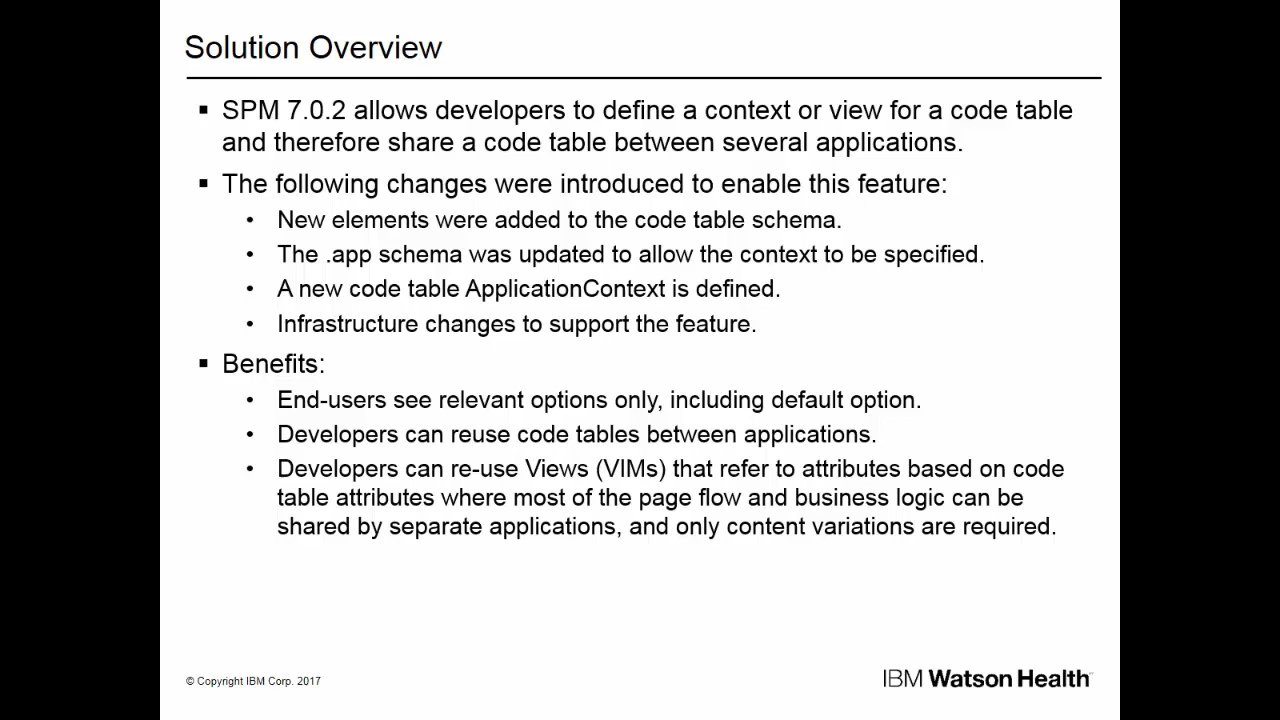 Solution Overview
▪ SPM 7.0.2 allows developers to define a context or view for a code table
and therefore share a code table between several applications.
▪ The following changes were introduced to enable this feature:
• New elements were added to the code table schema.
• The .app schema was updated to allow the context to be specified.
• A new code table ApplicationContext is defined.
• Infrastructure changes to support the feature.
▪ Benefits:
• End-users see relevant options only, including default option.
• Developers can reuse code tables between applications.
• Developers can re-use Views (VIMs) that refer to attributes based on code
table attributes where most of the page flow and business logic can be
shared by separate applications, and only content variations are required.
© Copyright IBM Corp. 2017
IBM Watson Health